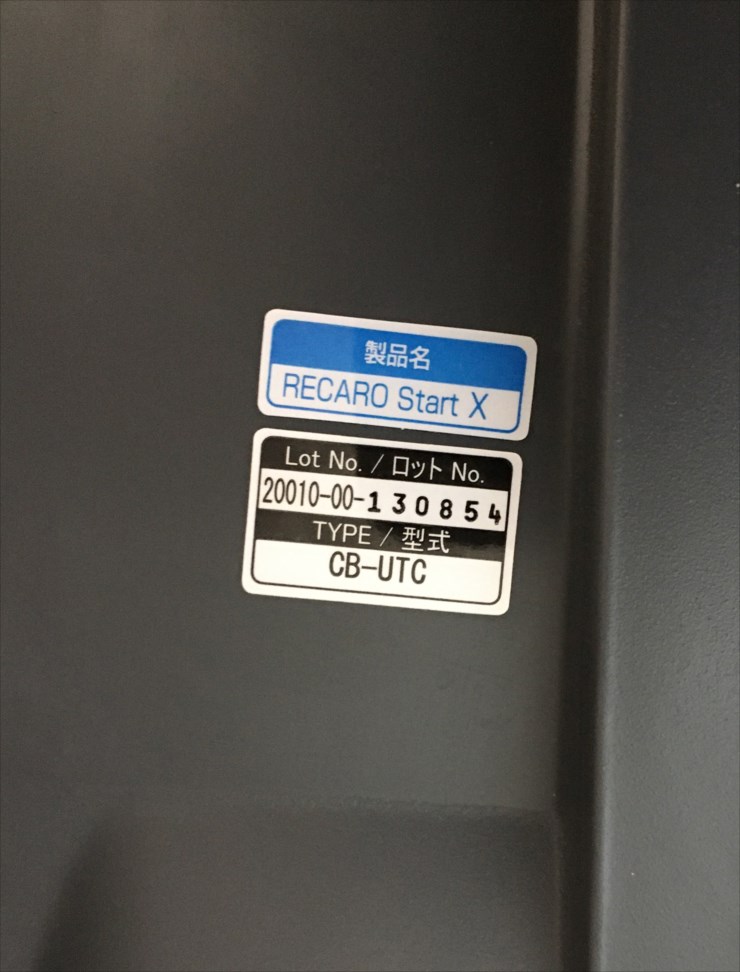 製品名
RECARO Start X
Lot No. / ロット No.
20010-00-130854
TYPE / 型式
CB-UTC